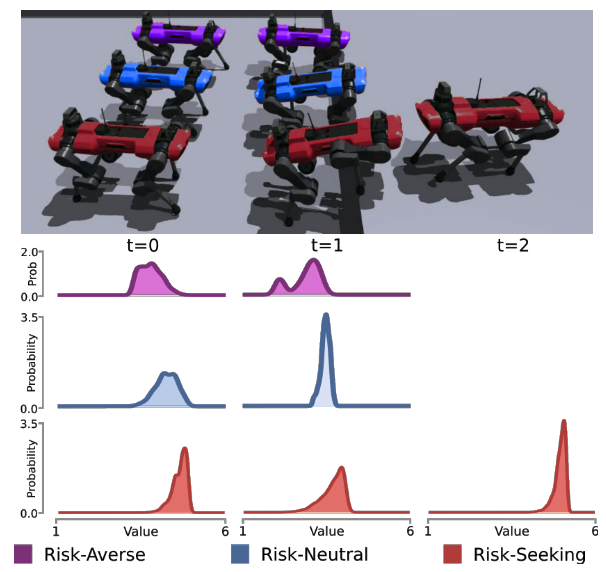 t=0 t=1 t=2
2.0
Prob
0.0
3.5
Probability
0.0
3.5
Probability
0.0
1 Value 6 1 Value 6 1 Value 6
Risk-Averse Risk-Neutral Risk-Seeking